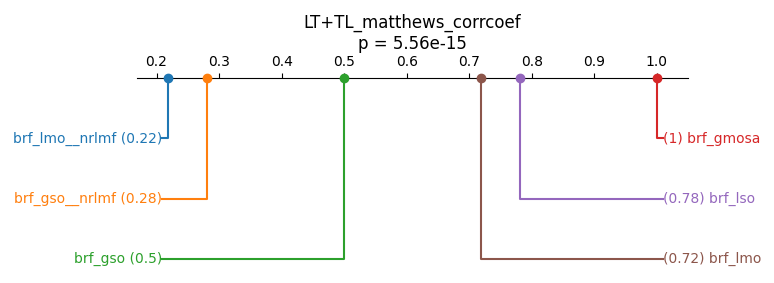 LT+TL_matthews_corrcoef
p = 5.56e-15
0.2 0.3 0.4 0.5 0.6 0.7 0.8 0.9 1.0
brf_lmo__nrlmf (0.22) (1) brf_gmosa
brf_gso__nrlmf (0.28) (0.78) brf_lso
brf_gso (0.5) (0.72) brf_lmo